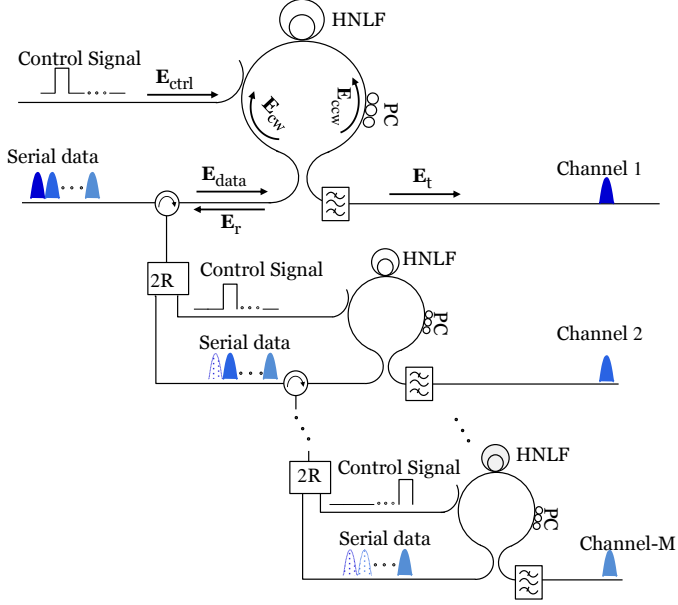 HNLF
Control Signal
E_ctrl
E_cw
E_ccw
PC
Serial data
E_data
E_r
E_t
Channel 1
2R
Control Signal
HNLF
PC
Serial data
Channel 2
2R
Control Signal
HNLF
PC
Serial data
Channel-M